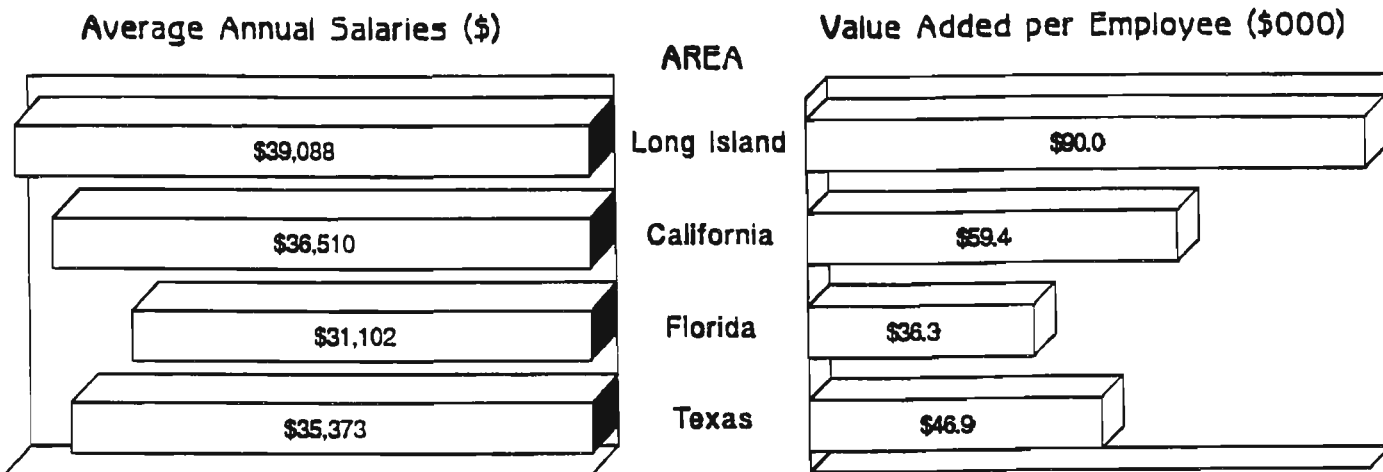 Average Annual Salaries ($)
Value Added per Employee ($000)
AREA
$39,088
Long Island
$90.0
$36,510
California
$59.4
$31,102
Florida
$36.3
$35,373
Texas
$46.9